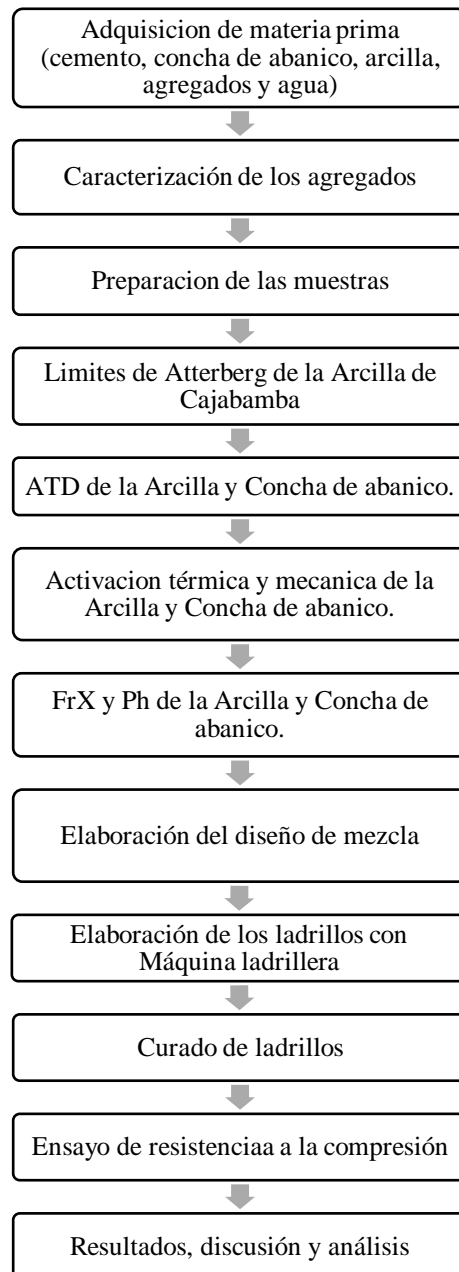 Adquisicion de materia prima
(cemento, concha de abanico, arcilla,
agregados y agua)
Caracterización de los agregados
Preparacion de las muestras
Limites de Atterberg de la Arcilla de
Cajabamba
ATD de la Arcilla y Concha de abanico.
Activacion térmica y mecanica de la
Arcilla y Concha de abanico.
FrX y Ph de la Arcilla y Concha de
abanico.
Elaboración del diseño de mezcla
Elaboración de los ladrillos con
Máquina ladrillera
Curado de ladrillos
Ensayo de resistenciaa a la compresión
Resultados, discusión y análisis